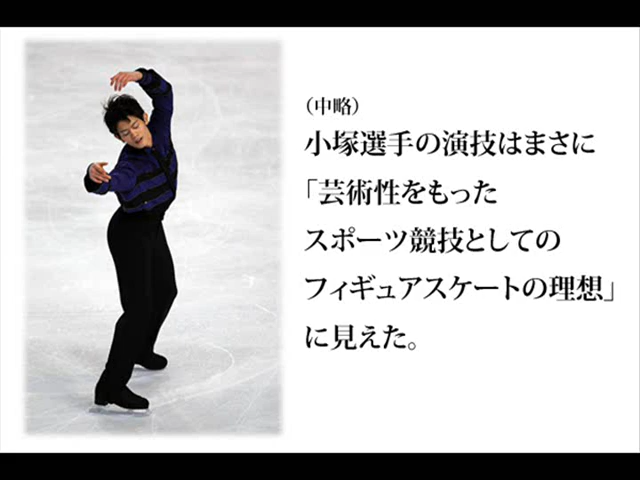 （中略）
小塚選手の演技はまさに
「芸術性をもった
スポーツ競技としての
フィギュアスケートの理想」
に見えた。